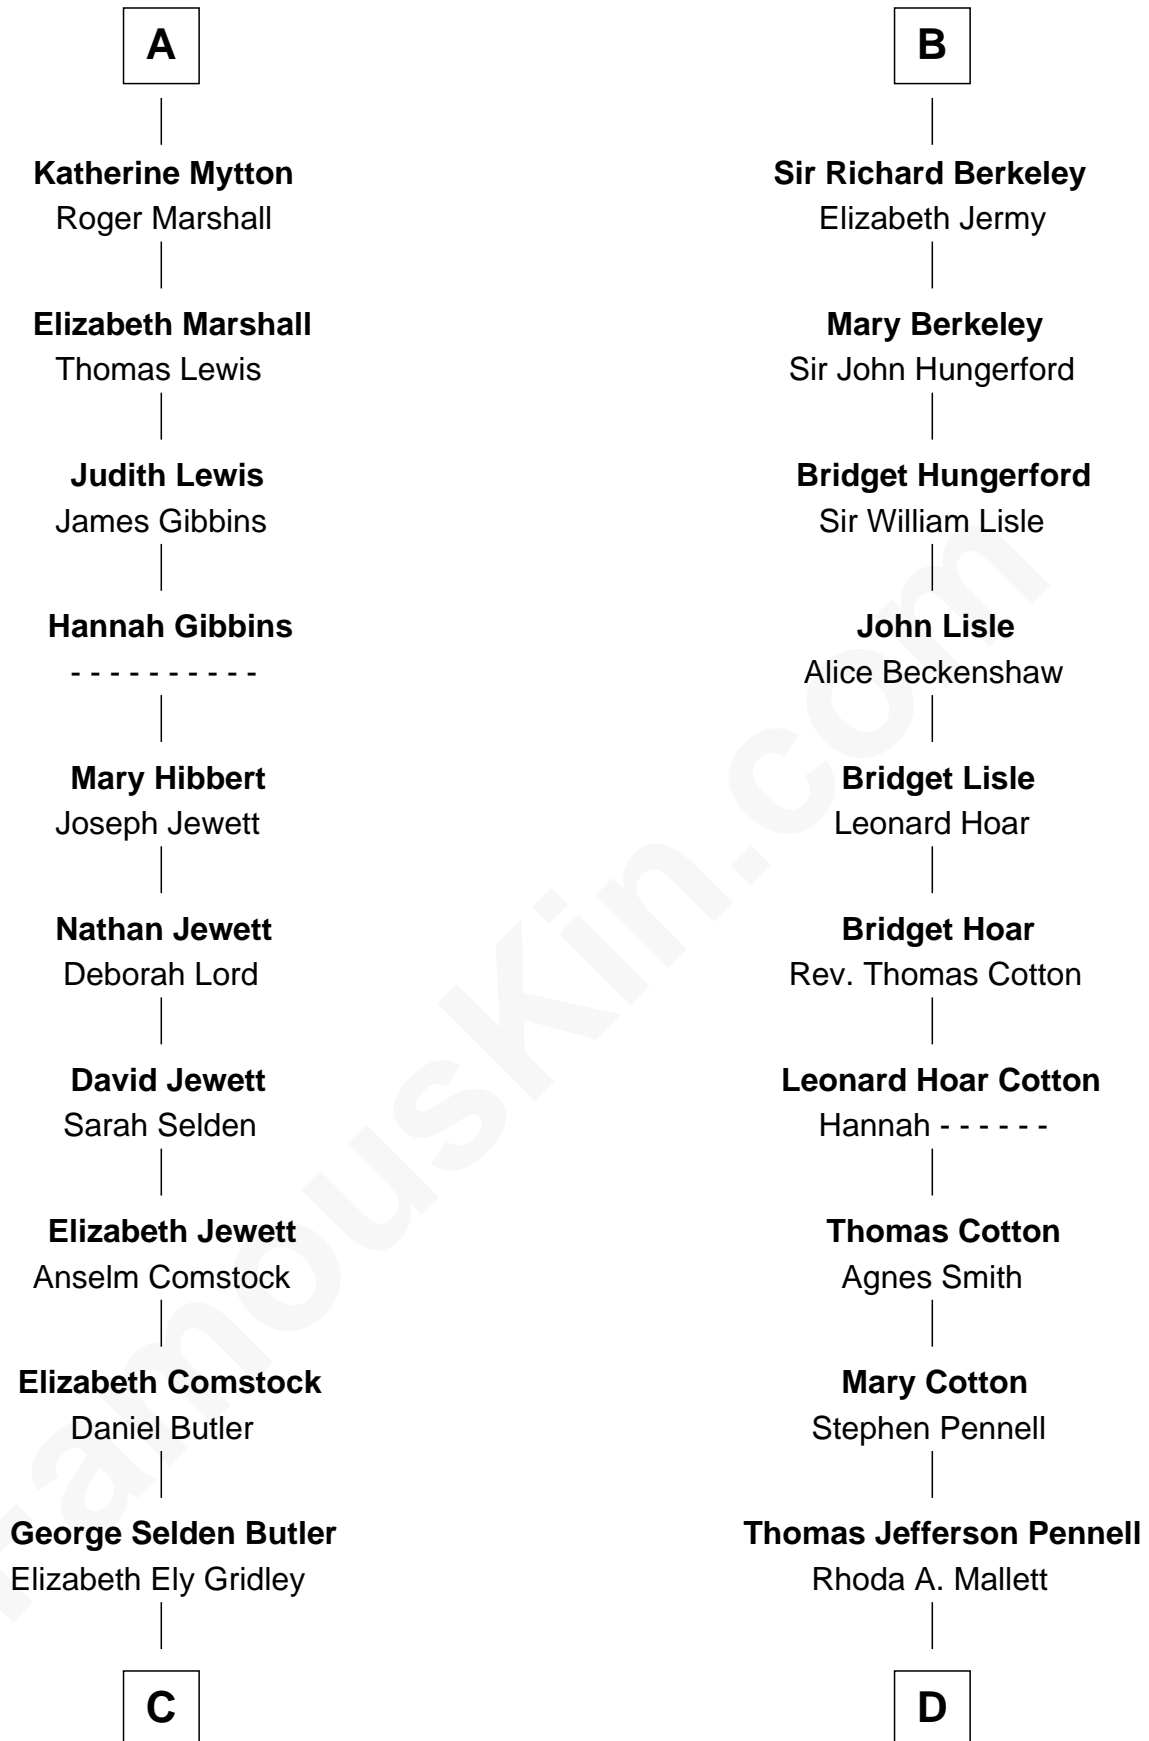 A
Katherine Mytton
Roger Marshall
Elizabeth Marshall
Thomas Lewis
Judith Lewis
James Gibbins
Hannah Gibbins
- - - - - - - - - -
Mary Hibbert
Joseph Jewett
Nathan Jewett
Deborah Lord
David Jewett
Sarah Selden
Elizabeth Jewett
Anselm Comstock
Elizabeth Comstock
Daniel Butler
George Selden Butler
Elizabeth Ely Gridley
C
B
Sir Richard Berkeley
Elizabeth Jermy
Mary Berkeley
Sir John Hungerford
Bridget Hungerford
Sir William Lisle
John Lisle
Alice Beckenshaw
Bridget Lisle
Leonard Hoar
Bridget Hoar
Rev. Thomas Cotton
Leonard Hoar Cotton
Hannah - - - - - -
Thomas Cotton
Agnes Smith
Mary Cotton
Stephen Pennell
Thomas Jefferson Pennell
Rhoda A. Mallett
D
FamousKin.com